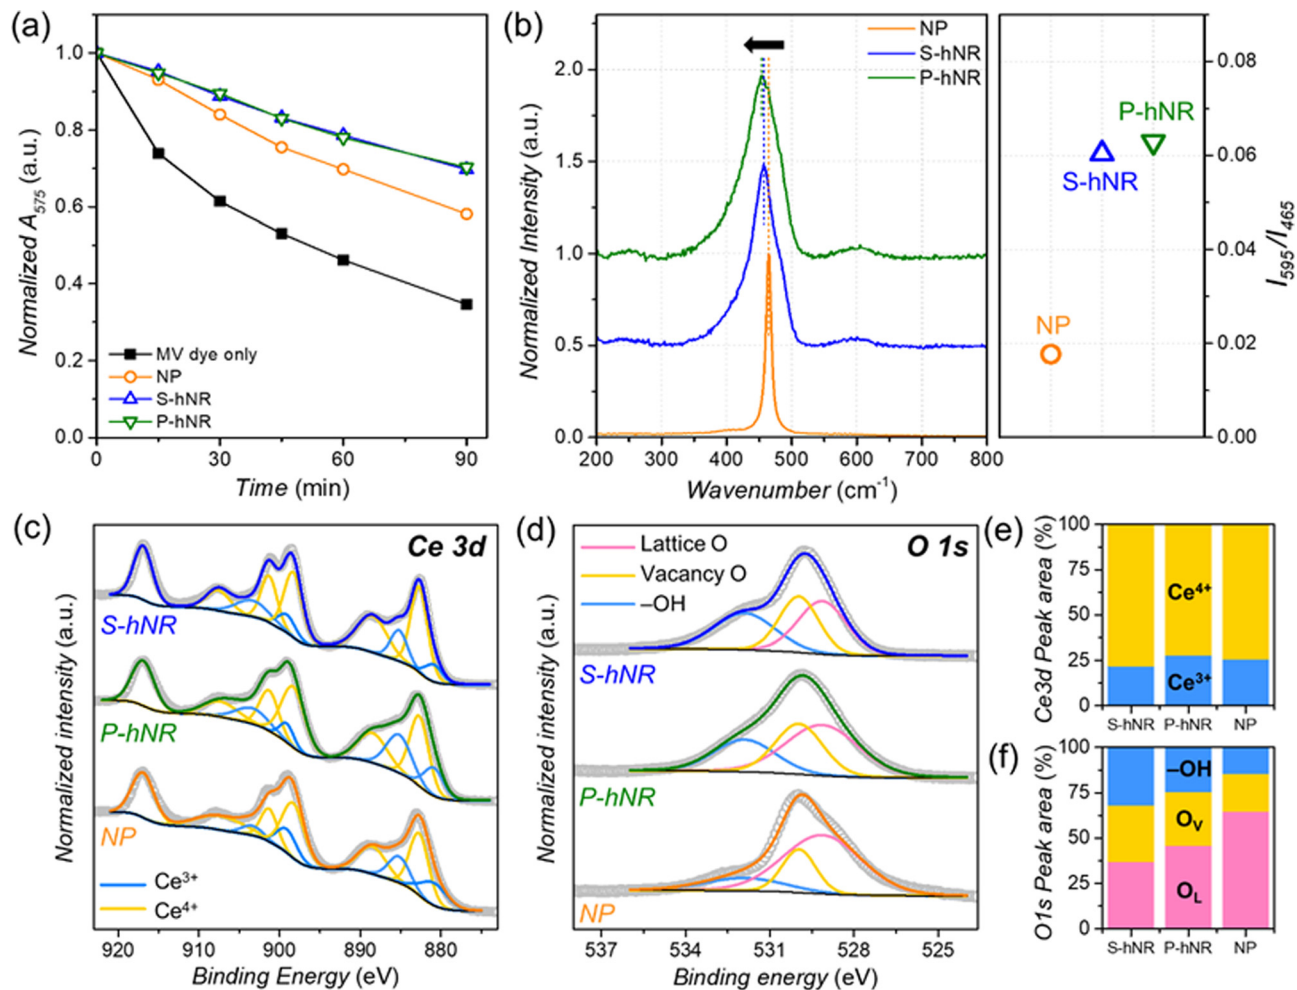 (a)
Normalized A575 (a.u.)
1.0
0.8
0.6
0.4
0.2
0.0
MV dye only
NP
S-hNR
P-hNR
0
30
60
90
Time (min)
(b)
Normalized Intensity (a.u.)
2.0
1.5
1.0
0.5
0.0
NP
S-hNR
P-hNR
200
300
400
500
600
700
800
Wavenumber (cm-1)
P-hNR
S-hNR
NP
0.08
0.06
0.04
0.02
0.00
I595/I465
(c)
Ce 3d
Normalized intensity (a.u.)
S-hNR
P-hNR
NP
Ce3+
Ce4+
920
910
900
890
880
Binding Energy (eV)
(d)
O 1s
Lattice O
Vacancy O
–OH
Normalized intensity (a.u.)
S-hNR
P-hNR
NP
537
534
531
528
525
Binding energy (eV)
(e)
Ce3d Peak area (%)
100
75
50
25
0
Ce4+
Ce3+
S-hNR
P-hNR
NP
(f)
O1s Peak area (%)
100
75
50
25
0
–OH
OV
OL
S-hNR
P-hNR
NP